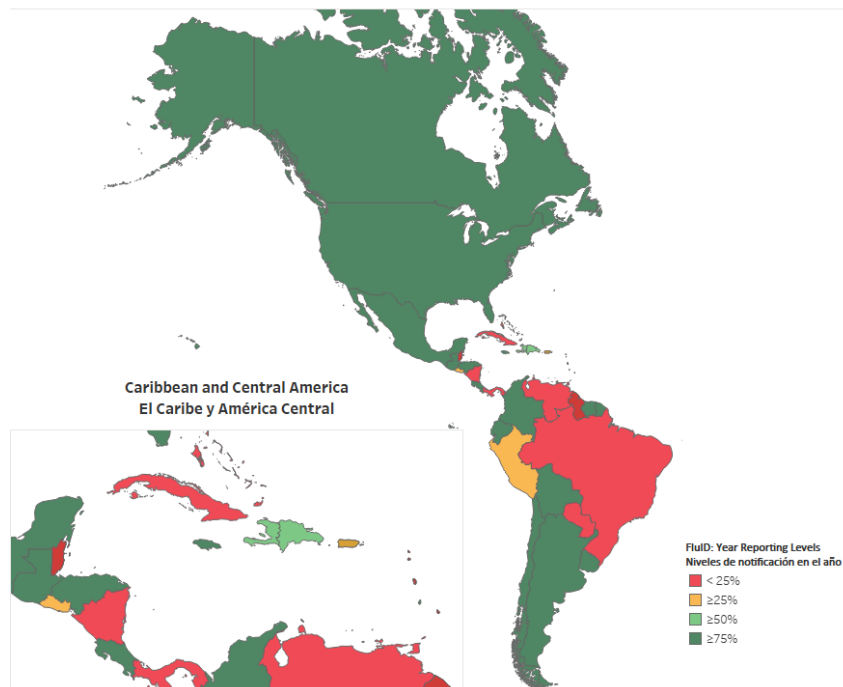 Caribbean and Central America
El Caribe y América Central
FluID: Year Reporting Levels
Niveles de notificación en el año
< 25%
≥25%
≥50%
≥75%